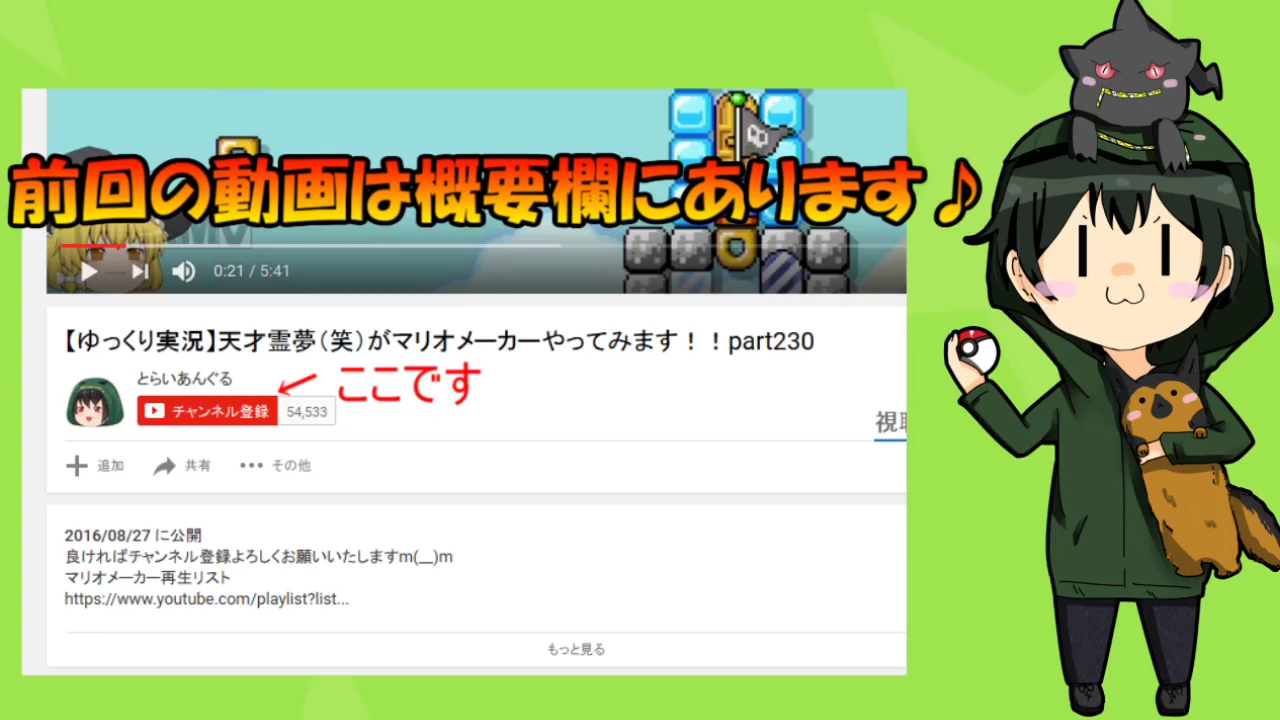 前回の動画は概要欄にあります♪
0:21 / 5:41
【ゆっくり実況】天才霊夢（笑）がマリオメーカーやってみます！！part230
とらいあんぐる
ここです
チャンネル登録 54,533
視聴
追加 共有 その他
2016/08/27 に公開
良ければチャンネル登録よろしくお願いいたしますm(__)m
マリオメーカー再生リスト
https://www.youtube.com/playlist?list...
もっと見る